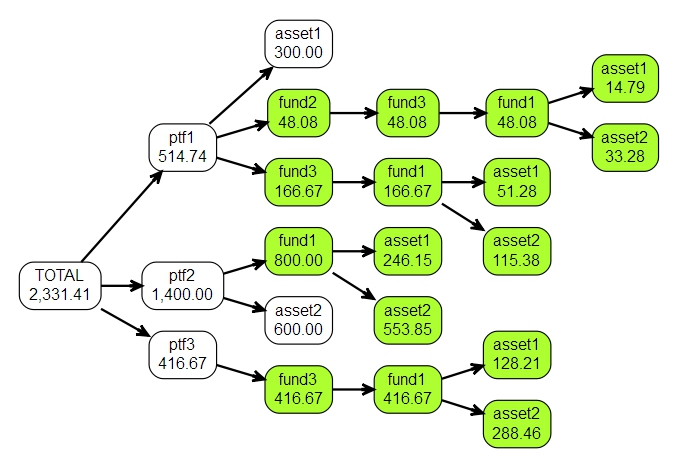 asset1
300.00
asset1
14.79
fund2
48.08
fund3
48.08
fund1
48.08
ptf1
514.74
asset2
33.28
fund3
166.67
fund1
166.67
asset1
51.28
asset2
115.38
fund1
800.00
asset1
246.15
TOTAL
2,331.41
ptf2
1,400.00
asset2
600.00
asset2
553.85
ptf3
416.67
asset1
128.21
fund3
416.67
fund1
416.67
asset2
288.46